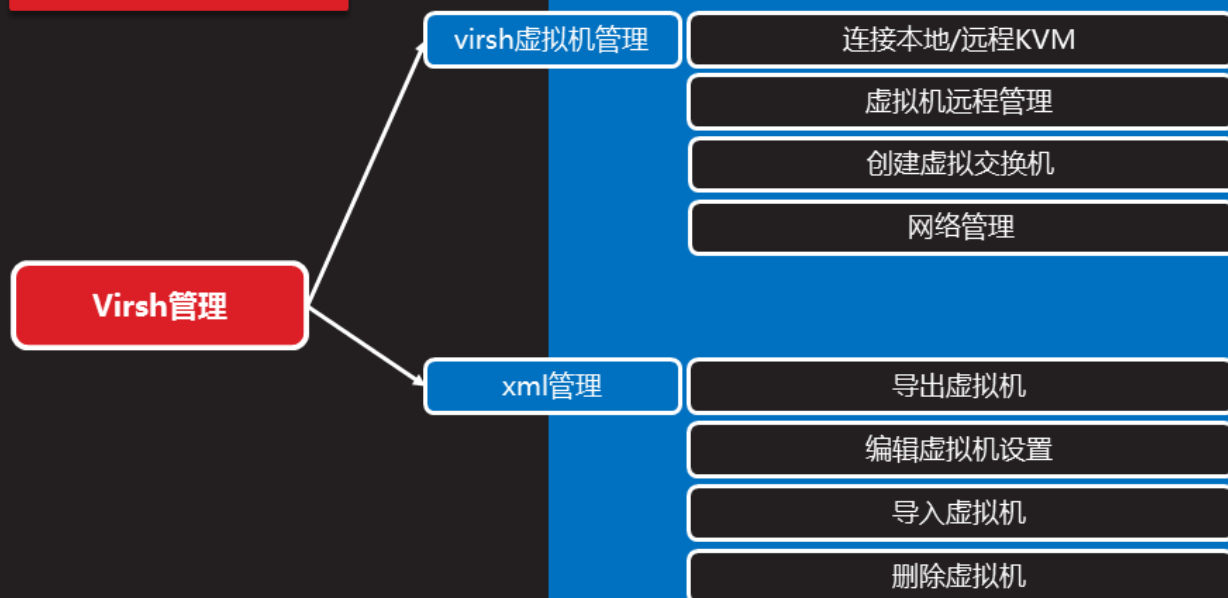 virsh虚拟机管理
连接本地/远程KVM
虚拟机远程管理
创建虚拟交换机
网络管理
Virsh管理
xml管理
导出虚拟机
编辑虚拟机设置
导入虚拟机
删除虚拟机